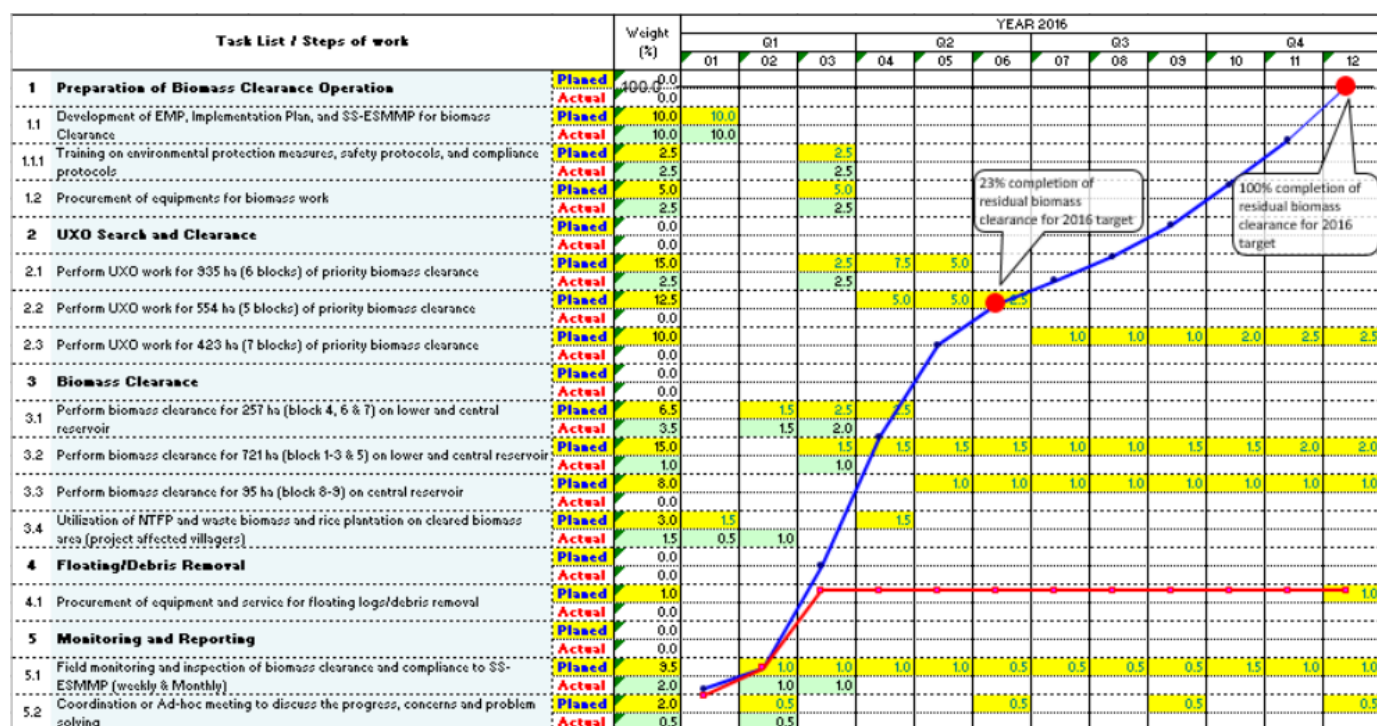 Task List / Steps of work Weight (%) YEAR 2016
Q1 Q2 Q3 Q4
01 02 03 04 05 06 07 08 09 10 11 12
1 Preparation of Biomass Clearance Operation Planed 0.0
100.0
Actual 0.0
1.1 Development of EMP, Implementation Plan, and SS-ESMMP for biomass Clearance Planed 10.0 10.0
Actual 10.0 10.0
1.1.1 Training on environmental protection measures, safety protocols, and compliance protocols Planed 2.5 2.5
Actual 2.5 2.5
1.2 Procurement of equipments for biomass work Planed 5.0 5.0
Actual 2.5 2.5
23% completion of
residual biomass
clearance for 2016 target
100% completion of
residual biomass
clearance for 2016
target
2 UXO Search and Clearance Planed 0.0
Actual 0.0
2.1 Perform UXO work for 935 ha (6 blocks) of priority biomass clearance Planed 15.0 2.5 7.5 5.0
Actual 2.5 2.5
2.2 Perform UXO work for 554 ha (5 blocks) of priority biomass clearance Planed 12.5 5.0 5.0 2.5
Actual 0.0
2.3 Perform UXO work for 423 ha (7 blocks) of priority biomass clearance Planed 10.0 1.0 1.0 1.0 2.0 2.5 2.5
Actual 0.0
3 Biomass Clearance Planed 0.0
Actual 0.0
3.1 Perform biomass clearance for 257 ha (block 4, 6 & 7) on lower and central reservoir Planed 6.5 1.5 2.5 2.5
Actual 3.5 1.5 2.0
3.2 Perform biomass clearance for 721 ha (block 1-3 & 5) on lower and central reservoir Planed 15.0 1.5 1.5 1.5 1.5 1.0 1.0 1.5 1.5 2.0 2.0
Actual 1.0 1.0
3.3 Perform biomass clearance for 95 ha (block 8-9) on central reservoir Planed 8.0 1.0 1.0 1.0 1.0 1.0 1.0 1.0 1.0
Actual 0.0
3.4 Utilization of NTFP and waste biomass and rice plantation on cleared biomass area (project affected villagers) Planed 3.0 1.5 1.5
Actual 1.5 0.5 1.0
4 Floating/Debris Removal Planed 0.0
Actual 0.0
4.1 Procurement of equipment and service for floating logs/debris removal Planed 1.0 1.0
Actual 0.0
5 Monitoring and Reporting Planed 0.0
Actual 0.0
5.1 Field monitoring and inspection of biomass clearance and compliance to SS-ESMMP (weekly & Monthly) Planed 9.5 1.0 1.0 1.0 1.0 0.5 0.5 0.5 0.5 1.5 1.0 1.0
Actual 2.0 1.0 1.0
5.2 Coordination or Ad-hoc meeting to discuss the progress, concerns and problem solving Planed 2.0 0.5 0.5 0.5 0.5
Actual 0.5 0.5